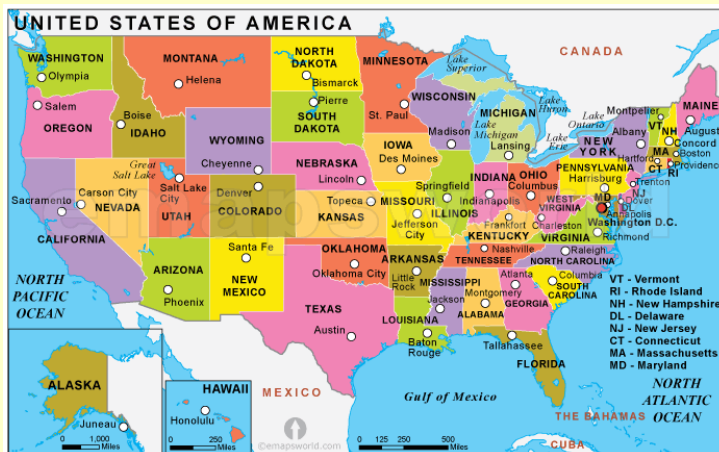 UNITED STATES OF AMERICA
CANADA
WASHINGTON
Olympia
MONTANA
Helena
NORTH
DAKOTA
Bismarck
MINNESOTA
St. Paul
Lake
Superior
Salem
OREGON
Boise
IDAHO
Pierre
SOUTH
DAKOTA
WISCONSIN
Madison
MICHIGAN
Lansing
Lake
Michigan
Lake
Huron
Lake
Ontario
Lake
Erie
Montpelier
VT
NH
MAINE
August
Concord
Boston
Providenc
MA
CT
RI
Hartford
Albany
NEW
YORK
WYOMING
Cheyenne
NEBRASKA
Lincoln
IOWA
Des Moines
Great
Salt Lake
Salt Lake
City
UTAH
Carson City
NEVADA
Sacramento
CALIFORNIA
Denver
COLORADO
Topeca
KANSAS
MISSOURI
Jefferson
City
Springfield
ILLINOIS
INDIANA
Indianapolis
OHIO
Columbus
PENNSYLVANIA
Harrisburg
Trenton
NJ
Dover
DL
MD
Annapolis
Washington D.C.
WEST
VIRGINIA
Charleston
VIRGINIA
Richmond
Frankfort
KENTUCKY
Nashville
TENNESSEE
Raleigh
NORTH CAROLINA
Columbia
SOUTH
CAROLINA
ARIZONA
Phoenix
Santa Fe
NEW
MEXICO
OKLAHOMA
Oklahoma City
ARKANSAS
Little
Rock
MISSISSIPPI
Jackson
Montgomery
ALABAMA
Atlanta
GEORGIA
TEXAS
Austin
LOUISIANA
Baton
Rouge
Tallahassee
FLORIDA
NORTH
PACIFIC
OCEAN
VT - Vermont
RI - Rhode Island
NH - New Hampshire
DL - Delaware
NJ - New Jersey
CT - Connecticut
MA - Massachusetts
MD - Maryland
ALASKA
Juneau
0 1,000
Miles
HAWAII
Honolulu
0 250
Miles
MEXICO
Gulf of Mexico
NORTH
ATLANTIC
OCEAN
THE BAHAMAS
CUBA
©emapsworld.com
0 125 250 500
Miles
emapsworld